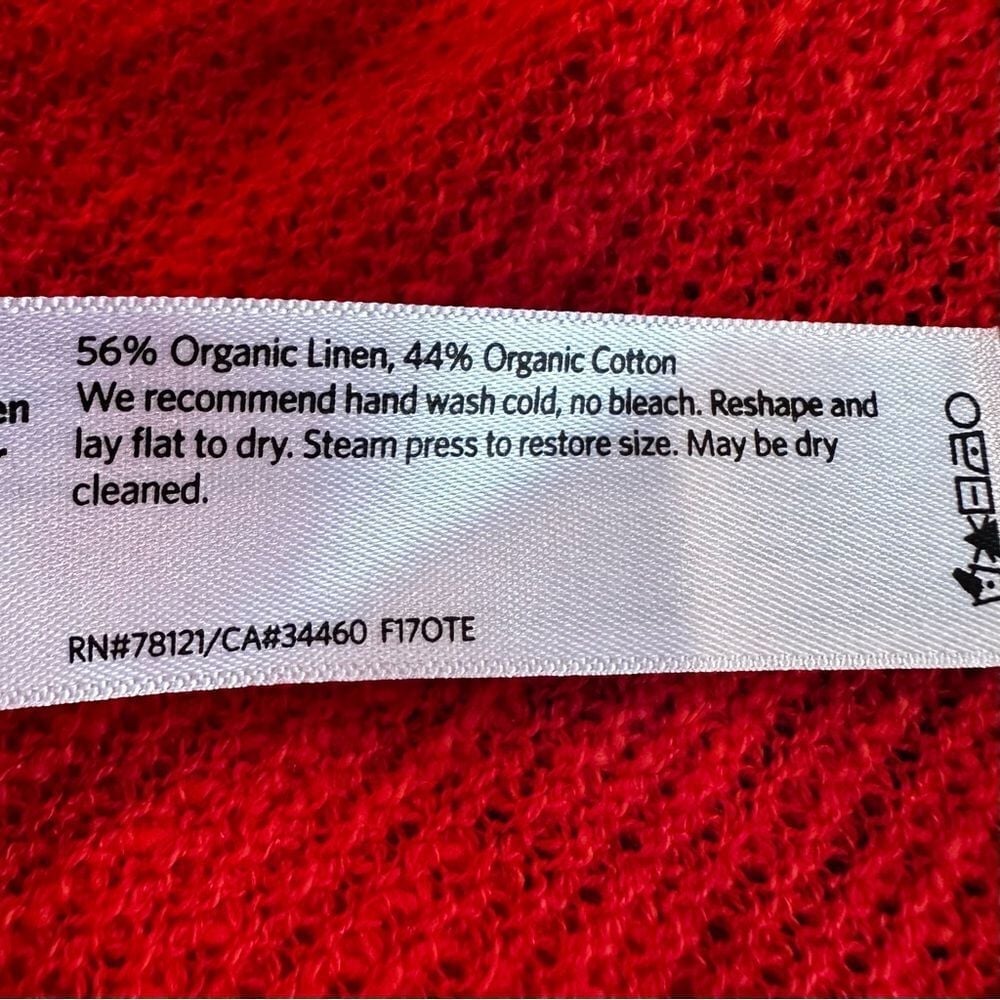 56% Organic Linen, 44% Organic Cotton
We recommend hand wash cold, no bleach. Reshape and
lay flat to dry. Steam press to restore size. May be dry
cleaned.
RN#78121/CA#34460 F17OTE
en